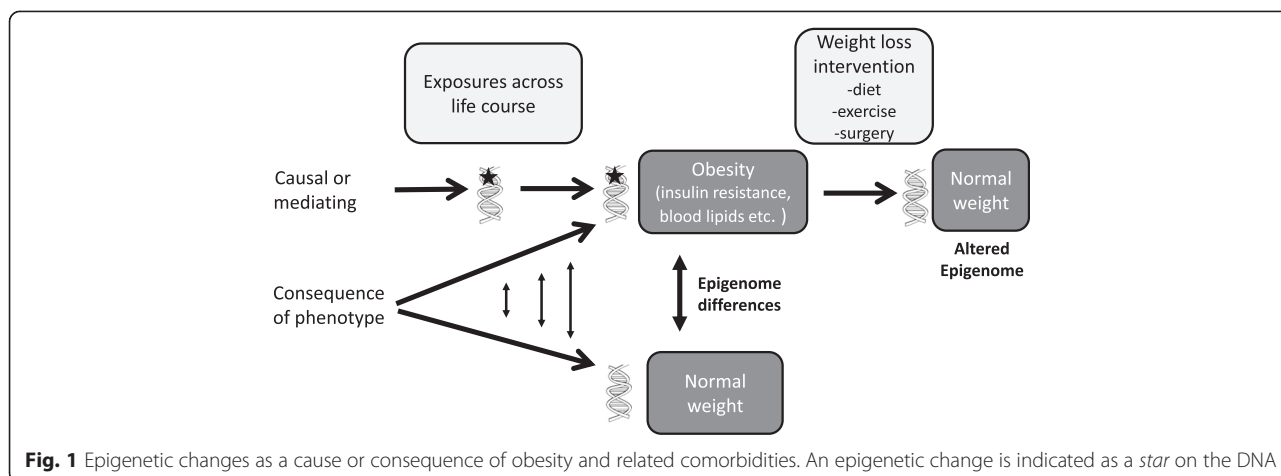 Exposures across
life course
Weight loss
intervention
-diet
-exercise
-surgery
Causal or
mediating
Obesity
(insulin resistance,
blood lipids etc. )
Normal
weight
Altered
Epigenome
Consequence
of phenotype
Epigenome
differences
Normal
weight
Fig. 1 Epigenetic changes as a cause or consequence of obesity and related comorbidities. An epigenetic change is indicated as a star on the DNA